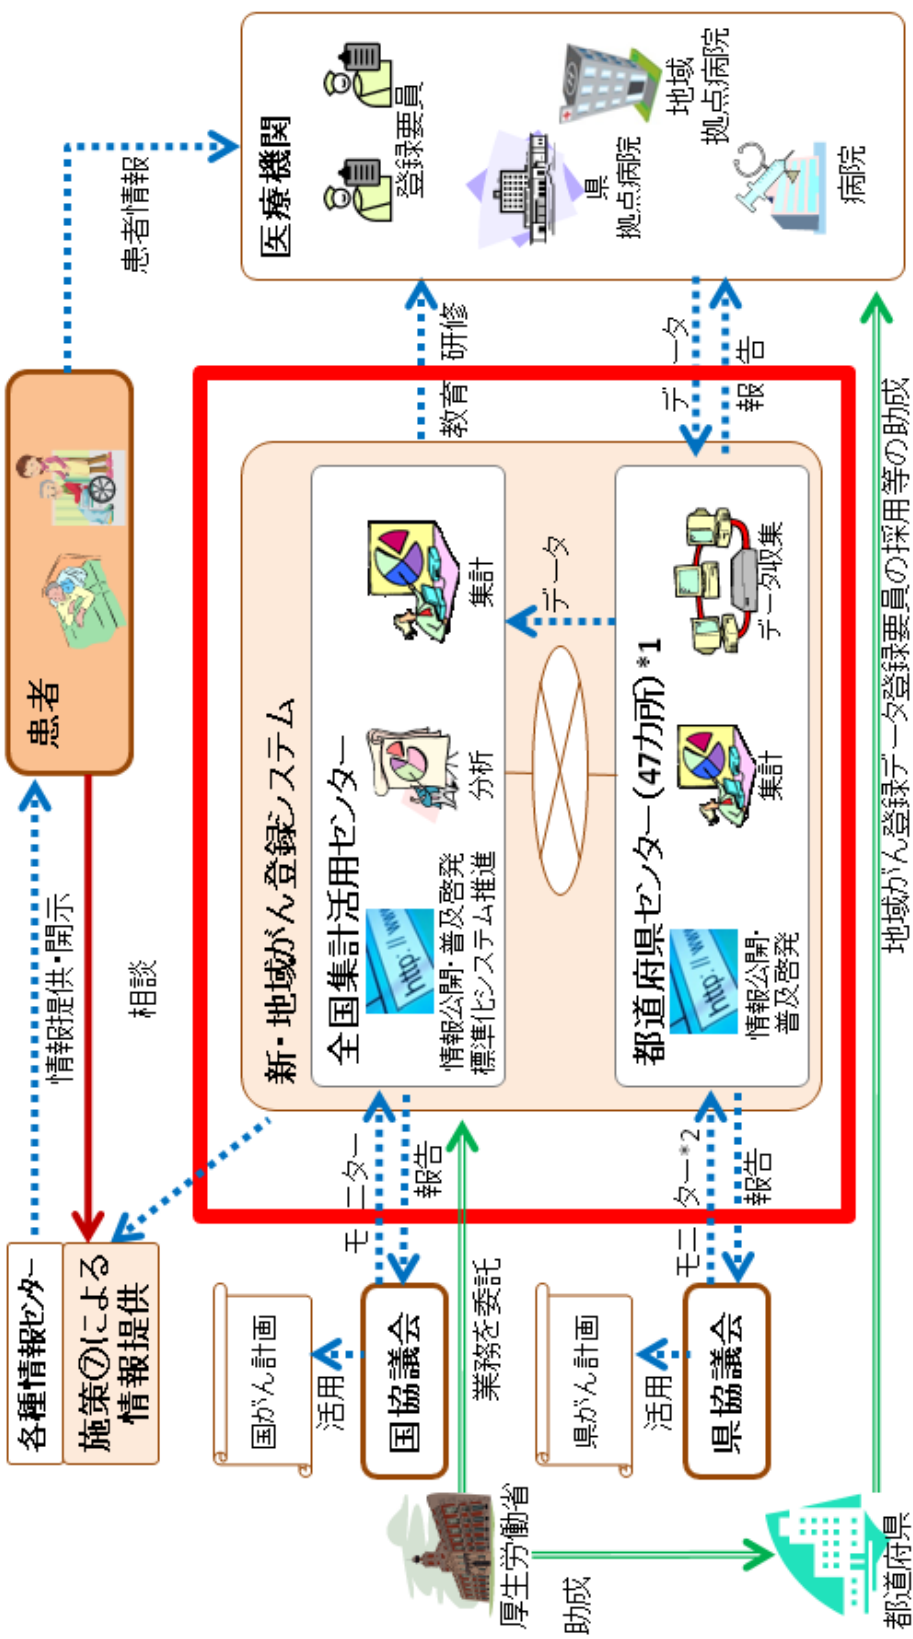 各種情報センター
施策⑦による
情報提供
情報提供・開示
相談
患者
患者情報
国がん計画
活用
国協議会
モニター
報告
業務を委託
厚生労働省
助成
県がん計画
活用
県協議会
モニター*2
報告
都道府県
新・地域がん登録システム
全国集計活用センター
http:// www
情報公開・普及啓発
標準化システム推進
分析
集計
データ
都道府県センター(47カ所)*1
http:// www
情報公開・
普及啓発
集計
データ収集
教育 研修
データ
報告
医療機関
登録要員
県
拠点病院
地域
拠点病院
病院
地域がん登録データ登録要員の採用等の助成